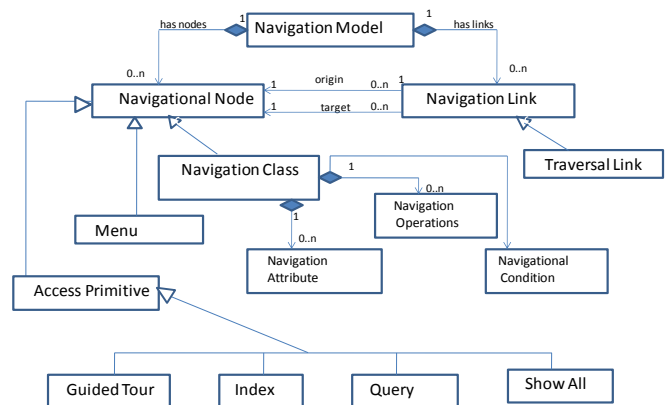 1
1
has nodes
Navigation Model
has links
0..n
0..n
1
origin
0..n
1
Navigational Node
Navigation Link
1
target
0..n
Navigation Class
1
Traversal Link
1
0..n
Navigation
Operations
Menu
0..n
Navigation
Attribute
Navigational
Condition
Access Primitive
Guided Tour
Index
Query
Show All